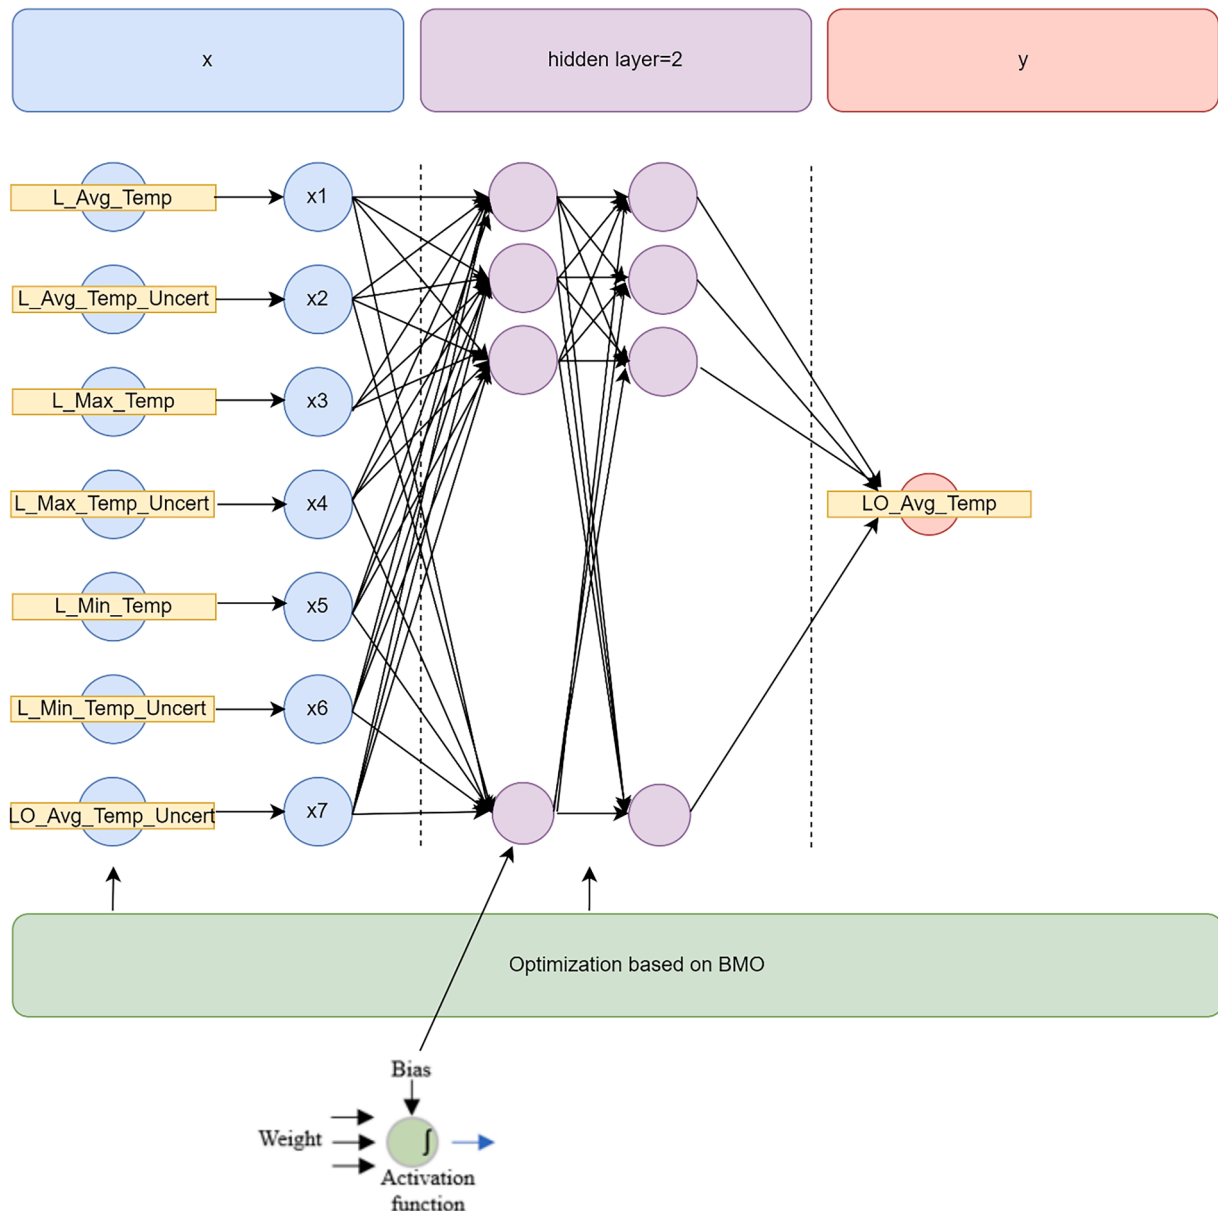 x
hidden layer=2
y
L_Avg_Temp
x1
L_Avg_Temp_Uncert
x2
L_Max_Temp
x3
L_Max_Temp_Uncert
x4
LO_Avg_Temp
L_Min_Temp
x5
L_Min_Temp_Uncert
x6
LO_Avg_Temp_Uncert
x7
Optimization based on BMO
Bias
Weight
∫
Activation
function